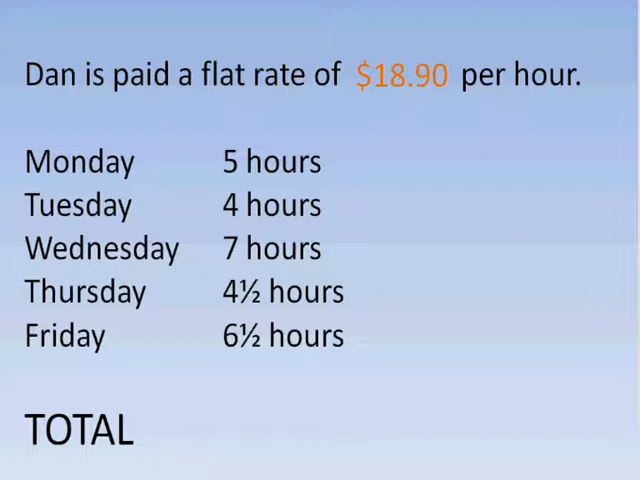 Dan is paid a flat rate of $18.90 per hour.
Monday 5 hours
Tuesday 4 hours
Wednesday 7 hours
Thursday 4½ hours
Friday 6½ hours
TOTAL